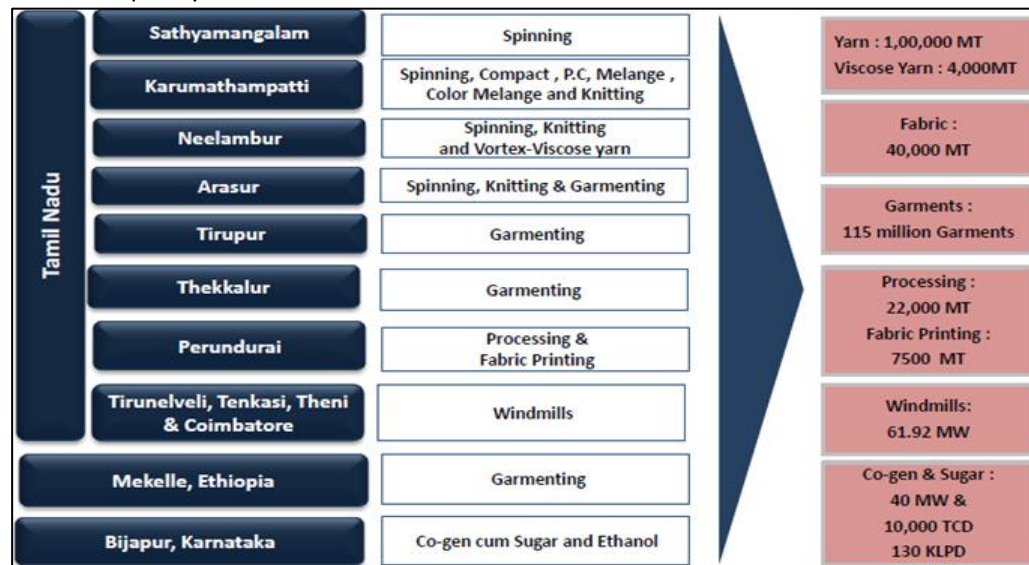 Tamil Nadu
Sathyamangalam
Spinning
Karumathampatti
Spinning, Compact , P.C, Melange ,
Color Melange and Knitting
Neelambur
Spinning, Knitting
and Vortex-Viscose yarn
Arasur
Spinning, Knitting & Garmenting
Tirupur
Garmenting
Thekkalur
Garmenting
Perundurai
Processing &
Fabric Printing
Tirunelveli, Tenkasi, Theni
& Coimbatore
Windmills
Mekelle, Ethiopia
Garmenting
Bijapur, Karnataka
Co-gen cum Sugar and Ethanol
Yarn : 1,00,000 MT
Viscose Yarn : 4,000MT
Fabric :
40,000 MT
Garments :
115 million Garments
Processing :
22,000 MT
Fabric Printing :
7500 MT
Windmills:
61.92 MW
Co-gen & Sugar :
40 MW &
10,000 TCD
130 KLPD